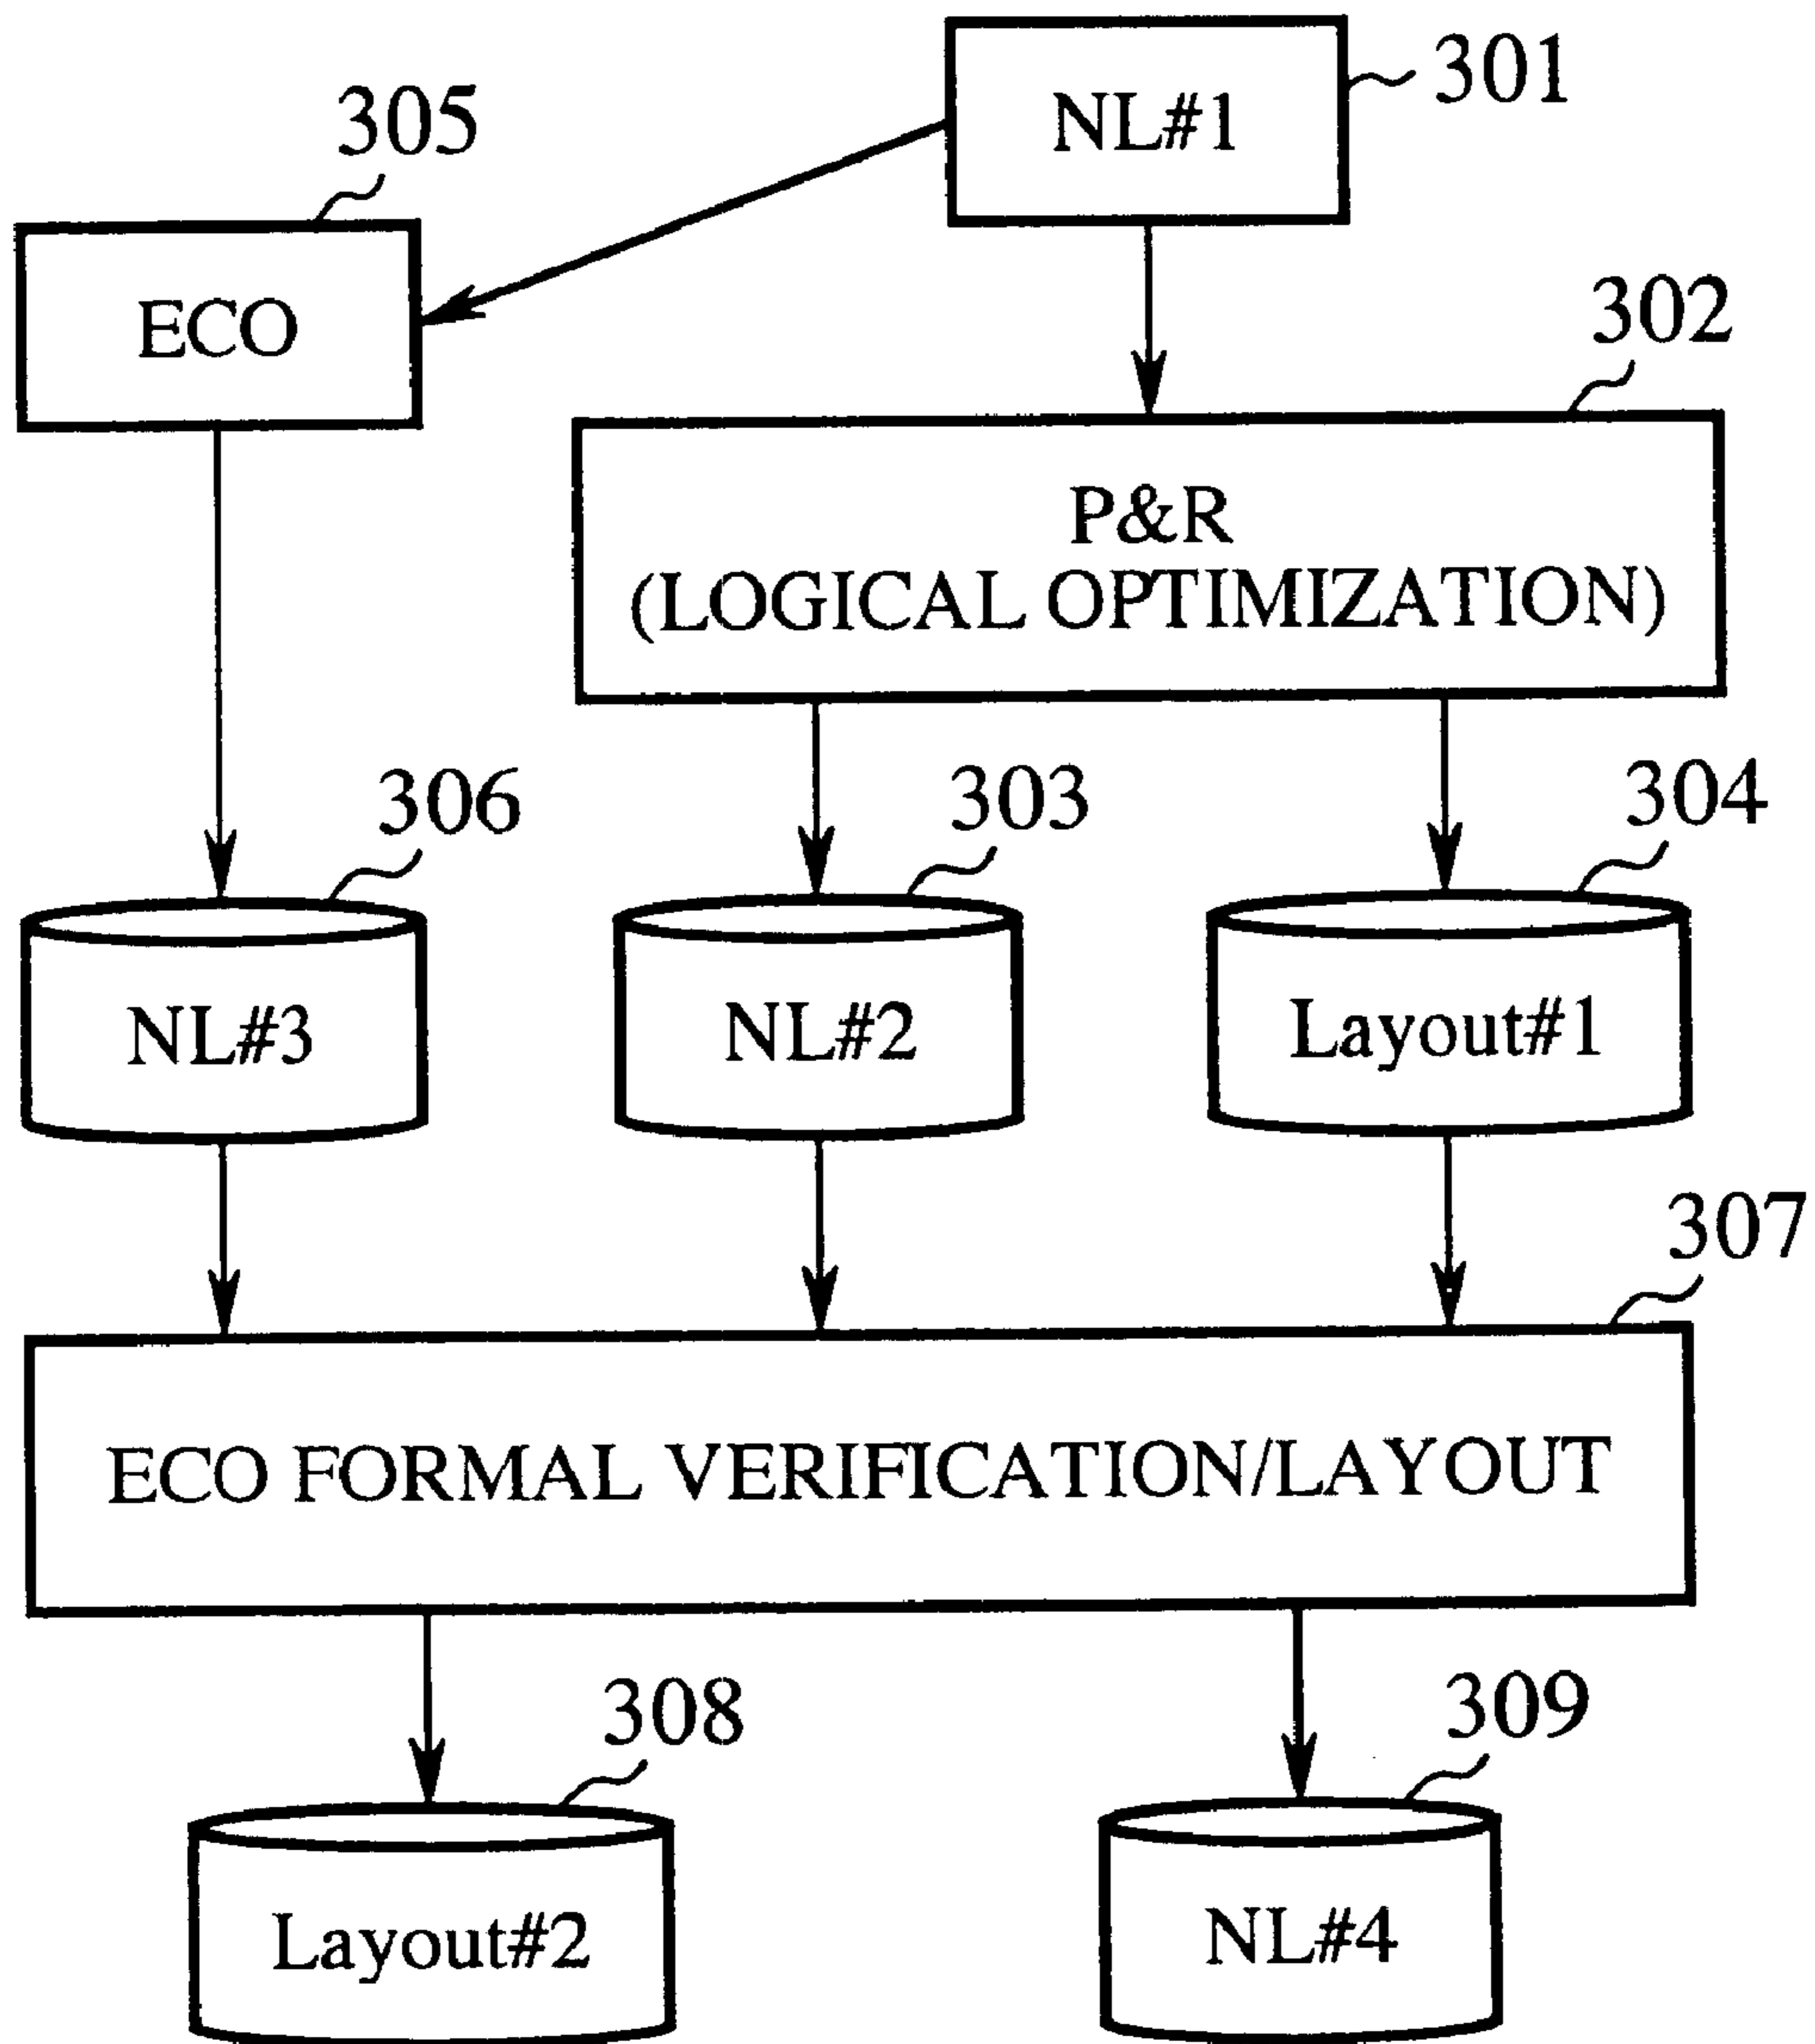 301
NL#1
305
ECO
302
P&R
(LOGICAL OPTIMIZATION)
306
303
304
NL#3
NL#2
Layout#1
307
ECO FORMAL VERIFICATION/LAYOUT
308
309
Layout#2
NL#4